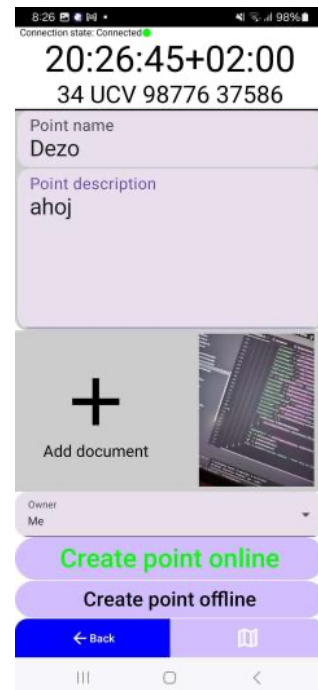 8:26 98%
Connection state: Connected
20:26:45+02:00
34 UCV 98776 37586
Point name
Dezo
Point description
ahoj
Add document
Owner
Me
Create point online
Create point offline
← Back